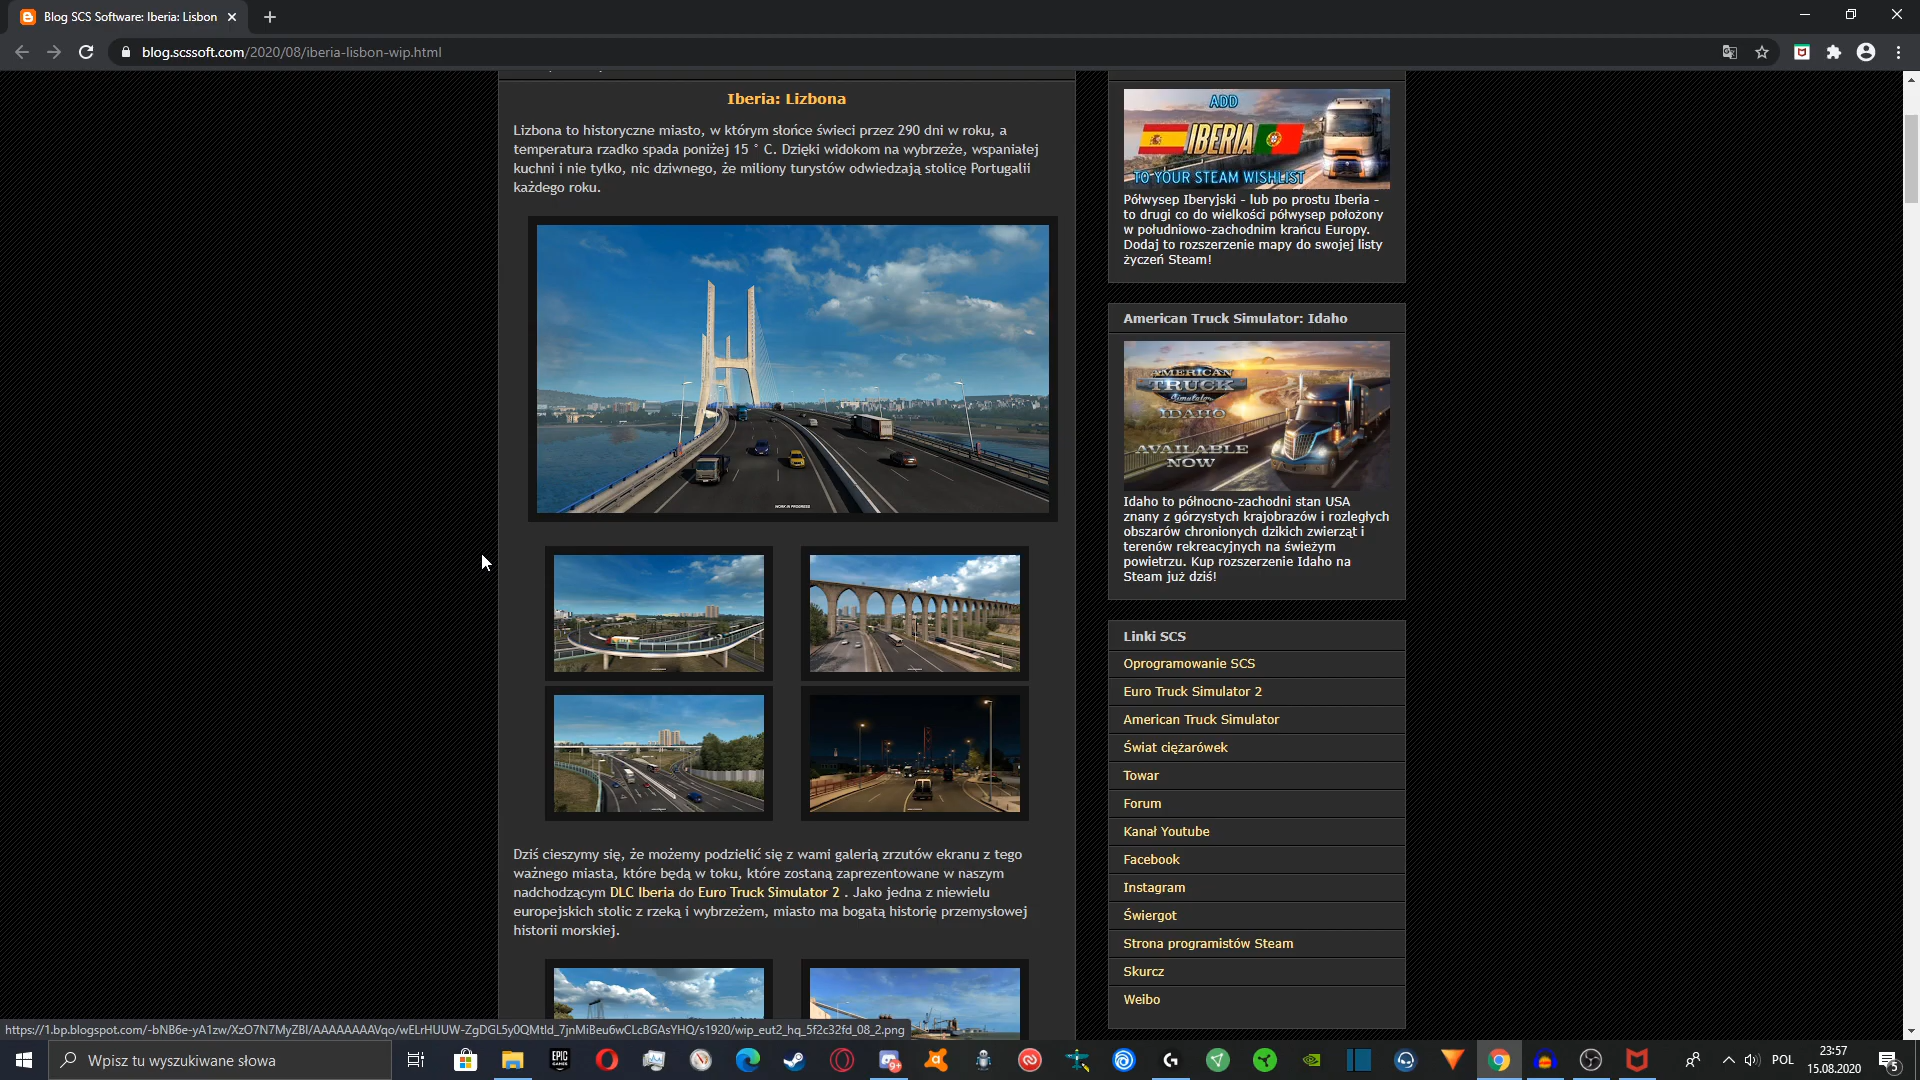 Blog SCS Software: Iberia: Lisbon
blog.scssoft.com/2020/08/iberia-lisbon-wip.html
Iberia: Lizbona
Lizbona to historyczne miasto, w którym słońce świeci przez 290 dni w roku, a
temperatura rzadko spada poniżej 15 ° C. Dzięki widokom na wybrzeże, wspaniałej
kuchni i nie tylko, nic dziwnego, że miliony turystów odwiedzają stolicę Portugalii
każdego roku.
WORK IN PROGRESS
Dziś cieszymy się, że możemy podzielić się z wami galerią zrzutów ekranu z tego
ważnego miasta, które będą w toku, które zostaną zaprezentowane w naszym
nadchodzącym DLC Iberia do Euro Truck Simulator 2 . Jako jedna z niewielu
europejskich stolic z rzeką i wybrzeżem, miasto ma bogatą historię przemysłowej
historii morskiej.
ADD
IBERIA
TO YOUR STEAM WISHLIST
Półwysep Iberyjski - lub po prostu Iberia -
to drugi co do wielkości półwysep położony
w południowo-zachodnim krańcu Europy.
Dodaj to rozszerzenie mapy do swojej listy
życzeń Steam!
American Truck Simulator: Idaho
AMERICAN
TRUCK
Simulator
IDAHO
AVAILABLE
NOW
Idaho to północno-zachodni stan USA
znany z górzystych krajobrazów i rozległych
obszarów chronionych dzikich zwierząt i
terenów rekreacyjnych na świeżym
powietrzu. Kup rozszerzenie Idaho na
Steam już dziś!
Linki SCS
Oprogramowanie SCS
Euro Truck Simulator 2
American Truck Simulator
Świat ciężarówek
Towar
Forum
Kanał Youtube
Facebook
Instagram
Świergot
Strona programistów Steam
Skurcz
Weibo
https://1.bp.blogspot.com/-bNB6e-yA1zw/XzO7N7MyZBI/AAAAAAAAVqo/wELrHUUW-ZgDGL5y0QMtld_7jnMiBeu6wCLcBGAsYHQ/s1920/wip_eut2_hq_5f2c32fd_08_2.png
Wpisz tu wyszukiwane słowa
EPIC
GAMES
9+
POL
23:57
15.08.2020
5